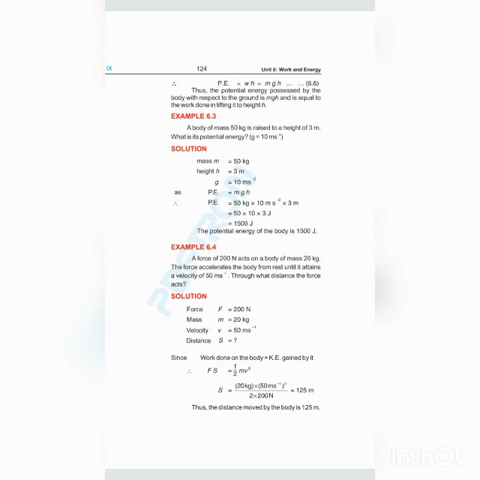 IX 124 Unit 6: Work and Energy
∴ P.E. = w h = m g h ... ... (6.6)
Thus, the potential energy possessed by the
body with respect to the ground is mgh and is equal to
the work done in lifting it to height h.
EXAMPLE 6.3
A body of mass 50 kg is raised to a height of 3 m.
What is its potential energy? (g = 10 ms⁻²)
SOLUTION
mass m = 50 kg
height h = 3 m
g = 10 ms⁻²
as P.E. = m g h
∴ P.E. = 50 kg × 10 m s⁻² × 3 m
= 50 × 10 × 3 J
= 1500 J
The potential energy of the body is 1500 J.
EXAMPLE 6.4
A force of 200 N acts on a body of mass 20 kg.
The force accelerates the body from rest until it attains
a velocity of 50 ms⁻¹. Through what distance the force
acts?
SOLUTION
Force F = 200 N
Mass m = 20 kg
Velocity v = 50 ms⁻¹
Distance S = ?
Since Work done on the body = K.E. gained by it
∴ F S = 1/2 mv²
S = (20kg)×(50ms⁻¹)² / 2×200N = 125 m
Thus, the distance moved by the body is 125 m.
InShOt